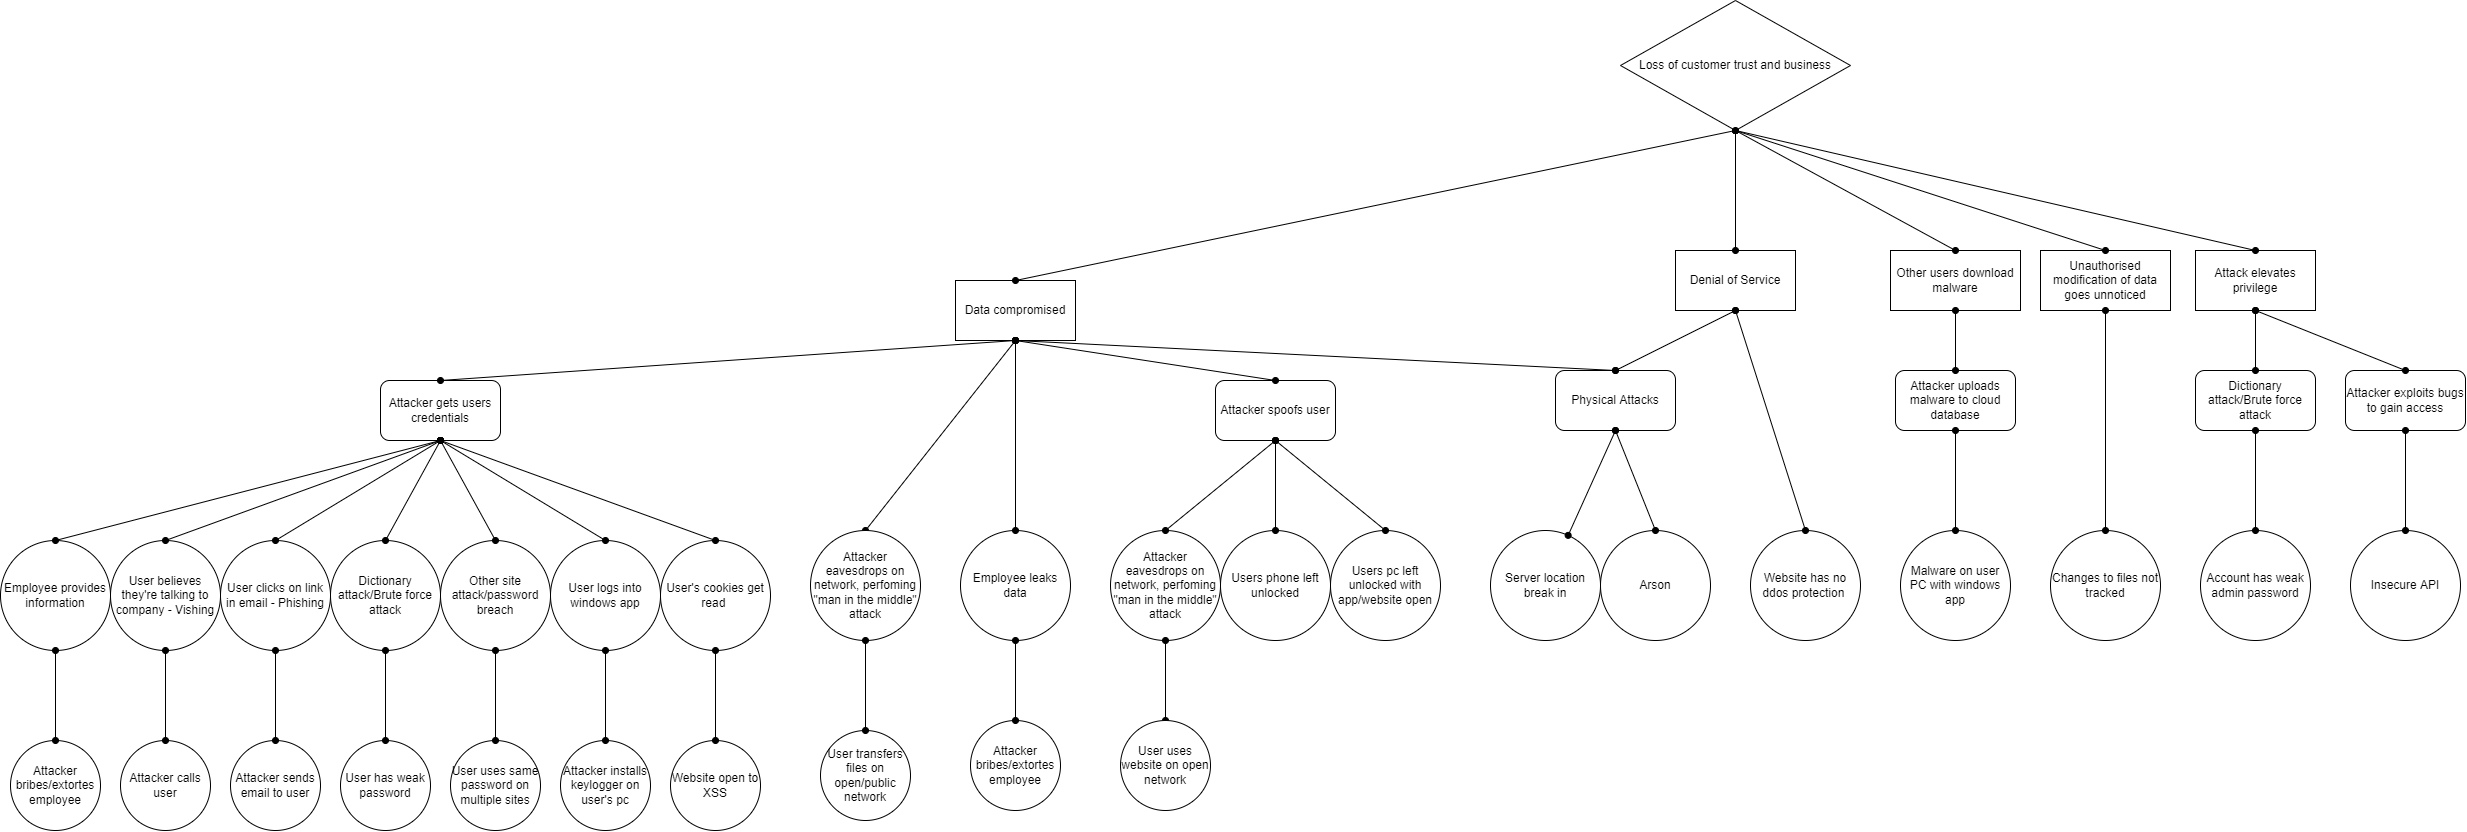 Loss of customer trust and business
Data compromised
Denial of Service
Other users download
malware
Unauthorised
modification of data
goes unnoticed
Attack elevates
privilege
Attacker gets users
credentials
Attacker spoofs user
Physical Attacks
Attacker uploads
malware to cloud
database
Dictionary
attack/Brute force
attack
Attacker exploits bugs
to gain access
Employee provides
information
User believes
they're talking to
company - Vishing
User clicks on link
in email - Phishing
Dictionary
attack/Brute force
attack
Other site
attack/password
breach
User logs into
windows app
User's cookies get
read
Attacker
eavesdrops on
network, perfoming
"man in the middle"
attack
Employee leaks
data
Attacker
eavesdrops on
network, perfoming
"man in the middle"
attack
Users phone left
unlocked
Users pc left
unlocked with
app/website open
Server location
break in
Arson
Website has no
ddos protection
Malware on user
PC with windows
app
Changes to files not
tracked
Account has weak
admin password
Insecure API
Attacker
bribes/extortes
employee
Attacker calls
user
Attacker sends
email to user
User has weak
password
User uses same
password on
multiple sites
Attacker installs
keylogger on
user's pc
Website open to
XSS
User transfers
files on
open/public
network
Attacker
bribes/extortes
employee
User uses
website on open
network